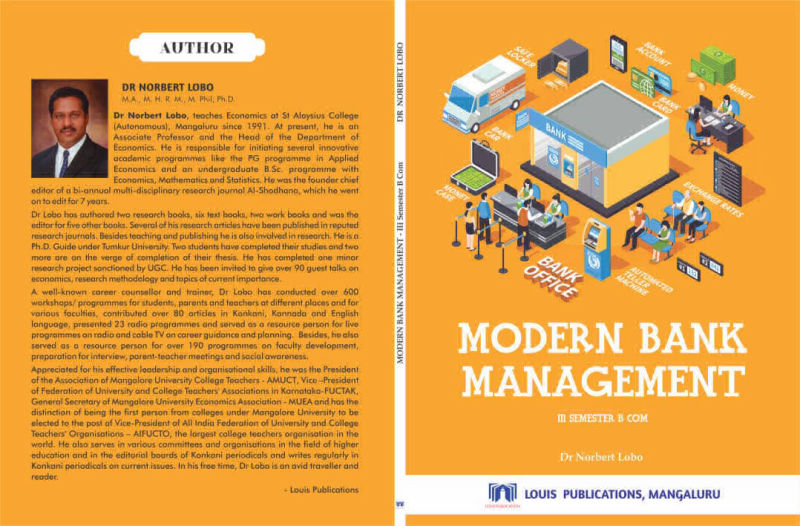 AUTHOR
DR NORBERT LOBO
M.A., M. H. R. M., M. Phil, Ph.D.
Dr Norbert Lobo, teaches Economics at St Aloysius College
(Autonomous), Mangaluru since 1991. At present, he is an
Associate Professor and the Head of the Department of
Economics. He is responsible for initiating several innovative
academic programmes like the PG programme in Applied
Economics and an undergraduate B.Sc. programme with
Economics, Mathematics and Statistics. He was the founder chief
editor of a bi-annual multi-disciplinary research journal Al-Shodhana, which he went
on to edit for 7 years.
Dr Lobo has authored two research books, six text books, two work books and was the
editor for five other books. Several of his research articles have been published in reputed
research journals. Besides teaching and publishing he is also involved in research. He is a
Ph.D. Guide under Tumkur University. Two students have completed their studies and two
more are on the verge of completion of their thesis. He has completed one minor
research project sanctioned by UGC. He has been invited to give over 90 guest talks on
economics, research methodology and topics of current importance.
A well-known career counsellor and trainer, Dr Lobo has conducted over 600
workshops/ programmes for students, parents and teachers at different places and for
various faculties, contributed over 80 articles in Konkani, Kannada and English
language, presented 23 radio programmes and served as a resource person for live
programmes on radio and cable TV on career guidance and planning. Besides, he also
served as a resource person for over 190 programmes on faculty development,
preparation for interview, parent-teacher meetings and social awareness.
Appreciated for his effective leadership and organisational skills, he was the President
of the Association of Mangalore University College Teachers - AMUCT, Vice -President
of Federation of University and College Teachers' Associations in Karnataka-FUCTAK,
General Secretary of Mangalore University Economics Association - MUEA and has the
distinction of being the first person from colleges under Mangalore University to be
elected to the post of Vice-President of All India Federation of University and College
Teachers' Organisations – AIFUCTO, the largest college teachers organisation in the
world. He also serves in various committees and organisations in the field of higher
education and in the editorial boards of Konkani periodicals and writes regularly in
Konkani periodicals on current issues. In his free time, Dr Lobo is an avid traveller and
reader.
- Louis Publications
MODERN BANK MANAGEMENT - III Semester B Com
DR NORBERT LOBO
SAFE LOCKER
BANK ACCOUNT
MONEY
BANK CARD
BANK CAR
BANK
MONEY CASE
EXCHANGE RATES
BANK OFFICE
AUTOMATED TELLER MACHINE
MODERN BANK
MANAGEMENT
III SEMESTER B COM
Dr Norbert Lobo
LOUIS PUBLICATIONS, MANGALURU